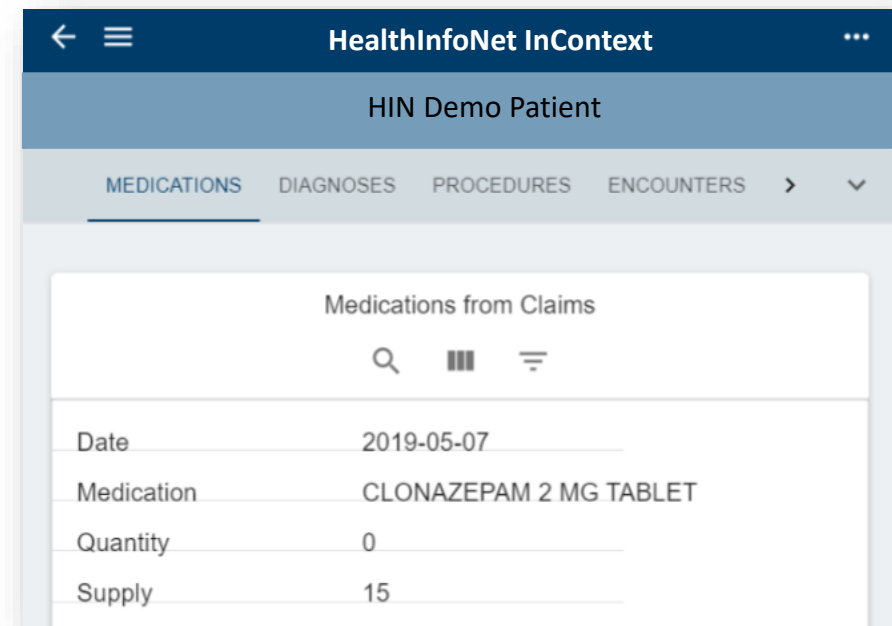 HealthInfoNet InContext
HIN Demo Patient
MEDICATIONS DIAGNOSES PROCEDURES ENCOUNTERS
Medications from Claims
Date 2019-05-07
Medication CLONAZEPAM 2 MG TABLET
Quantity 0
Supply 15